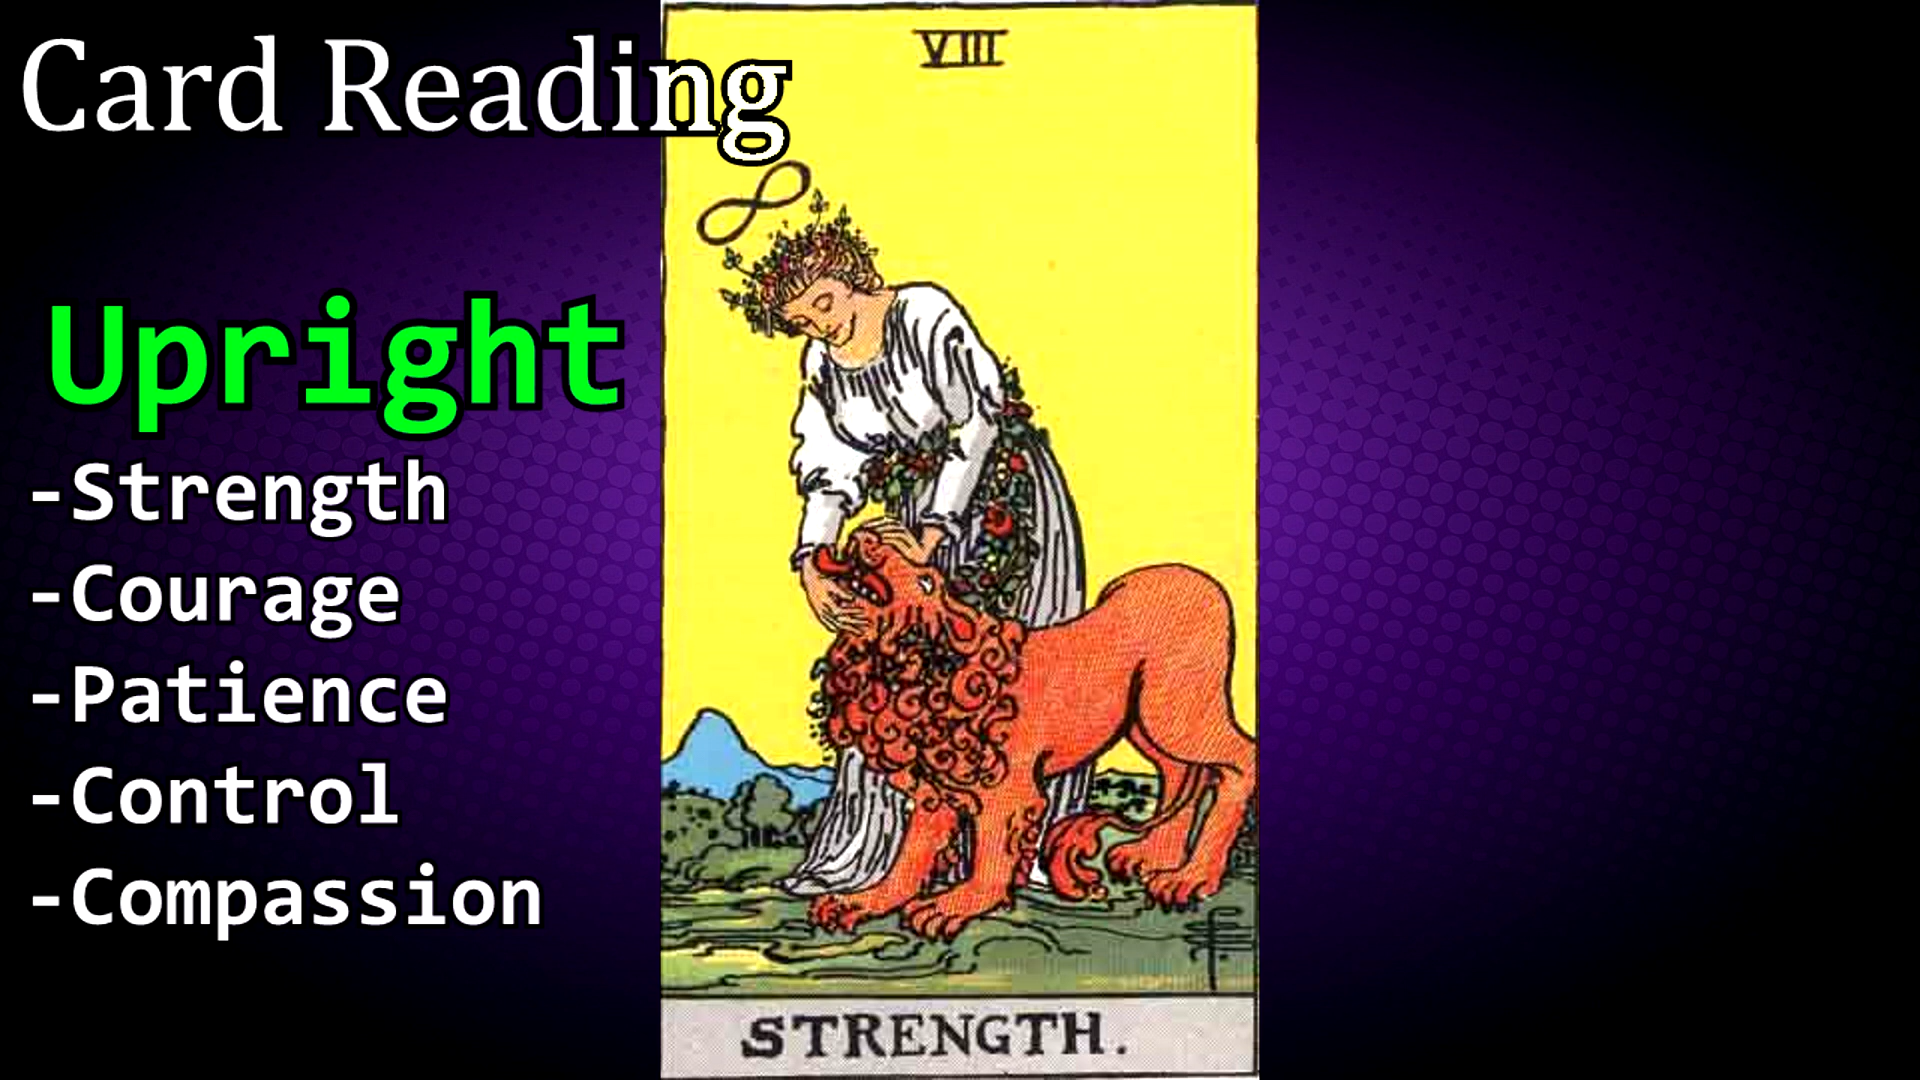 Card Reading
VIII
Upright
-Strength
-Courage
-Patience
-Control
-Compassion
STRENGTH.